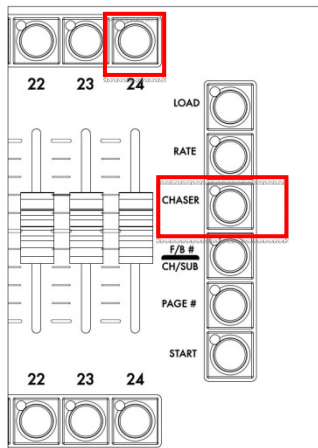 22 23 24
LOAD
RATE
CHASER
F/B #
CH/SUB
PAGE #
START
22 23 24